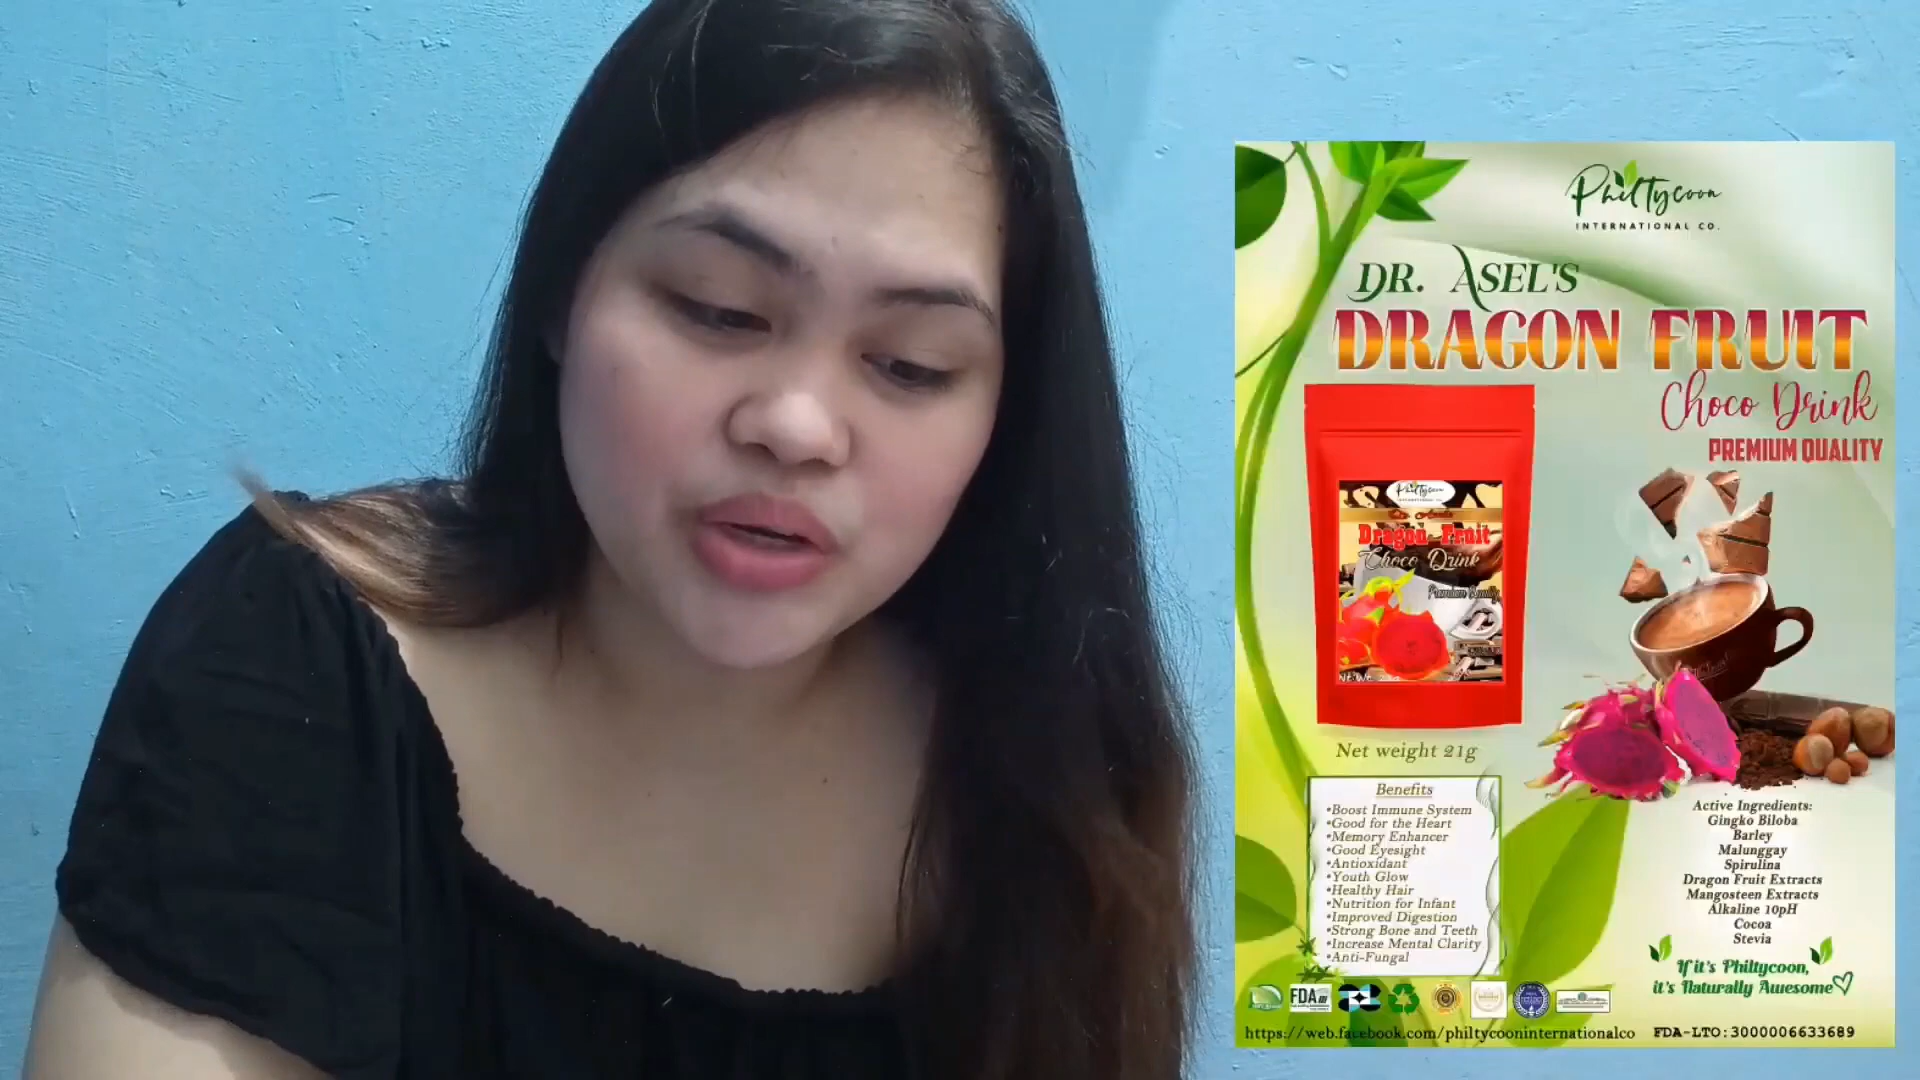 PhilTycoon
INTERNATIONAL CO.
DR. ASEL'S
DRAGON FRUIT
Choco Drink
PREMIUM QUALITY
PhilTycoon
Dragon Fruit
Choco Drink
Premium Quality
Net weight 21g
Benefits
•Boost Immune System
•Good for the Heart
•Memory Enhancer
•Good Eyesight
•Antioxidant
•Youth Glow
•Healthy Hair
•Nutrition for Infant
•Improved Digestion
•Strong Bone and Teeth
•Increase Mental Clarity
•Anti-Fungal
Active Ingredients:
Gingko Biloba
Barley
Malunggay
Spirulina
Dragon Fruit Extracts
Mangosteen Extracts
Alkaline 10pH
Cocoa
Stevia
If it's Philtycoon,
it's Naturally Awesome
FDA
https://web.facebook.com/philtycooninternationalco
FDA-LTO:3000006633689